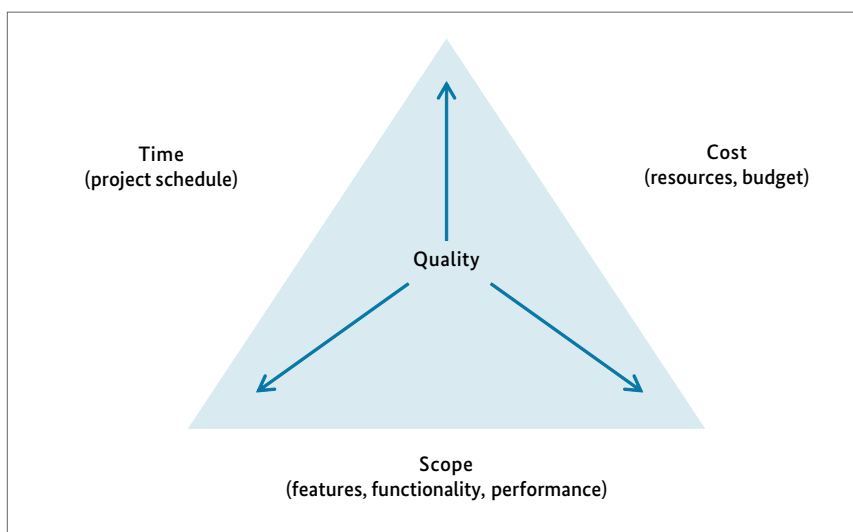 Time
(project schedule)
Cost
(resources, budget)
Quality
Scope
(features, functionality, performance)